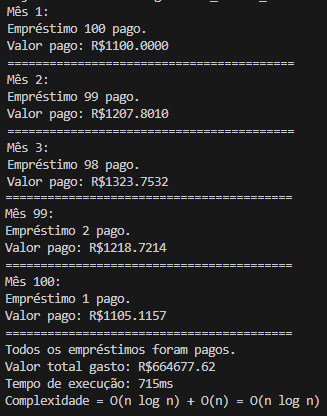 Mês 1:
Empréstimo 100 pago.
Valor pago: R$1100.0000
=========================================
Mês 2:
Empréstimo 99 pago.
Valor pago: R$1207.8010
=========================================
Mês 3:
Empréstimo 98 pago.
Valor pago: R$1323.7532
=========================================
Mês 99:
Empréstimo 2 pago.
Valor pago: R$1218.7214
=========================================
Mês 100:
Empréstimo 1 pago.
Valor pago: R$1105.1157
=========================================
Todos os empréstimos foram pagos.
Valor total gasto: R$664677.62
Tempo de execução: 715ms
Complexidade = O(n log n) + O(n) = O(n log n)